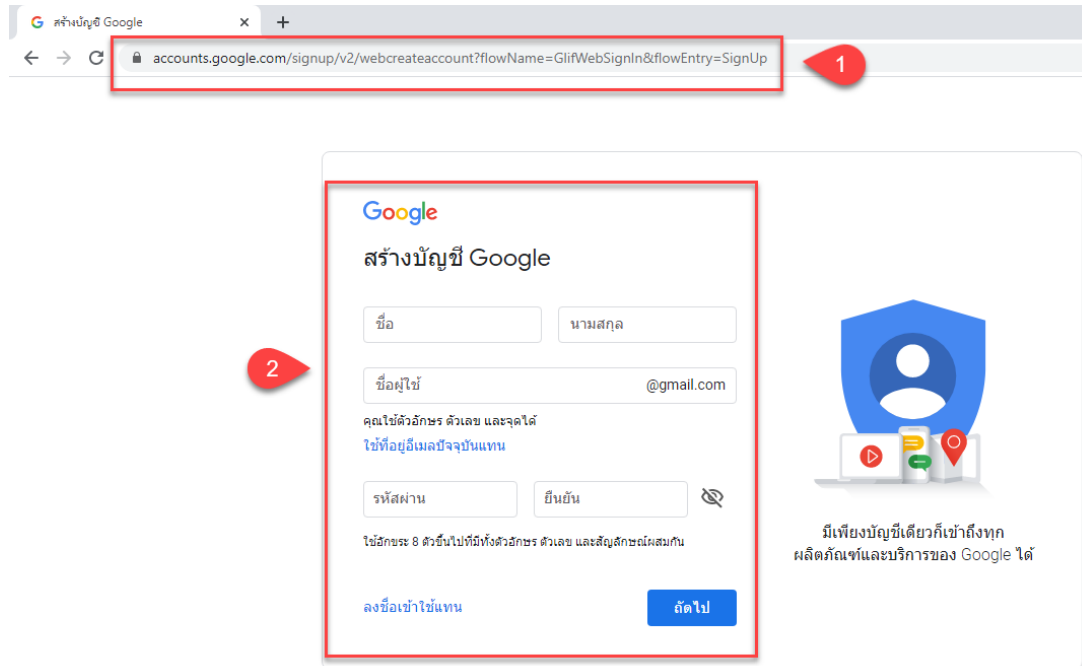 สร้างบัญชี Google
accounts.google.com/signup/v2/webcreateaccount?flowName=GlifWebSignIn&flowEntry=SignUp
1
Google
สร้างบัญชี Google
ชื่อ นามสกุล
2
ชื่อผู้ใช้ @gmail.com
คุณใช้ตัวอักษร ตัวเลข และจุดได้
ใช้ที่อยู่อีเมลปัจจุบันแทน
รหัสผ่าน ยืนยัน
ใช้อักขระ 8 ตัวขึ้นไปที่มีทั้งตัวอักษร ตัวเลข และสัญลักษณ์ผสมกัน
มีเพียงบัญชีเดียวก็เข้าถึงทุก
ผลิตภัณฑ์และบริการของ Google ได้
ลงชื่อเข้าใช้แทน ถัดไป